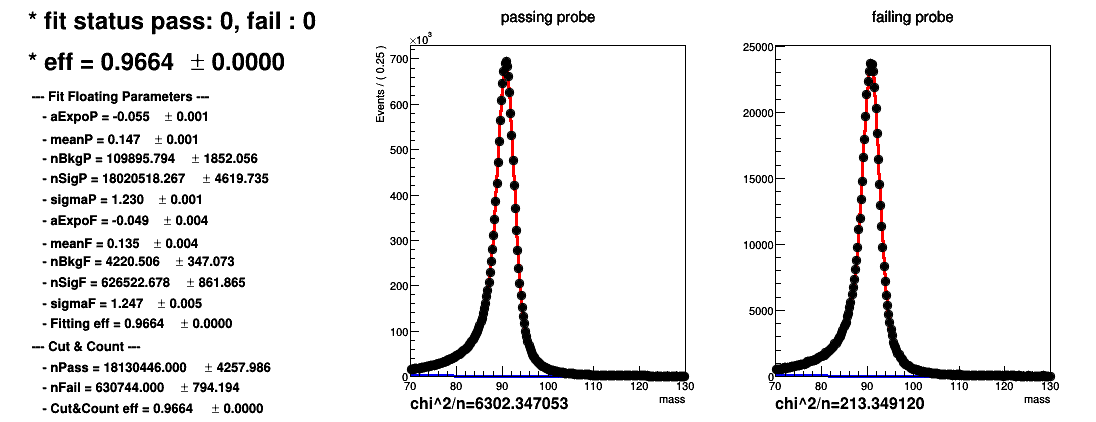 * fit status pass: 0, fail : 0
* eff = 0.9664 ± 0.0000
--- Fit Floating Parameters ---
- aExpoP = -0.055 ± 0.001
- meanP = 0.147 ± 0.001
- nBkgP = 109895.794 ± 1852.056
- nSigP = 18020518.267 ± 4619.735
- sigmaP = 1.230 ± 0.001
- aExpoF = -0.049 ± 0.004
- meanF = 0.135 ± 0.004
- nBkgF = 4220.506 ± 347.073
- nSigF = 626522.678 ± 861.865
- sigmaF = 1.247 ± 0.005
- Fitting eff = 0.9664 ± 0.0000
--- Cut & Count ---
- nPass = 18130446.000 ± 4257.986
- nFail = 630744.000 ± 794.194
- Cut&Count eff = 0.9664 ± 0.0000
passing probe
×10³
Events / ( 0.25 )
700
600
500
400
300
200
100
0
70 80 90 100 110 120 130
mass
chi^2/n=6302.347053
failing probe
25000
20000
15000
10000
5000
0
70 80 90 100 110 120 130
mass
chi^2/n=213.349120